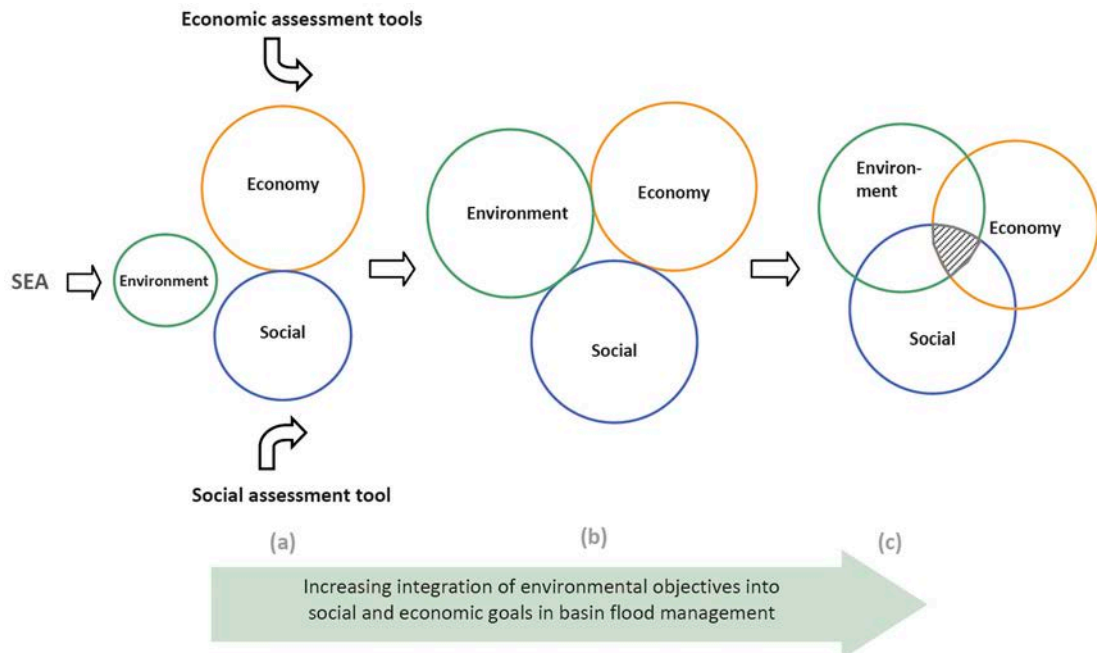 Economic assessment tools
Economy
SEA
Environment
Social
Social assessment tool
Environment
Economy
Social
Environ-
ment
Economy
Social
(a)
(b)
(c)
Increasing integration of environmental objectives into
social and economic goals in basin flood management